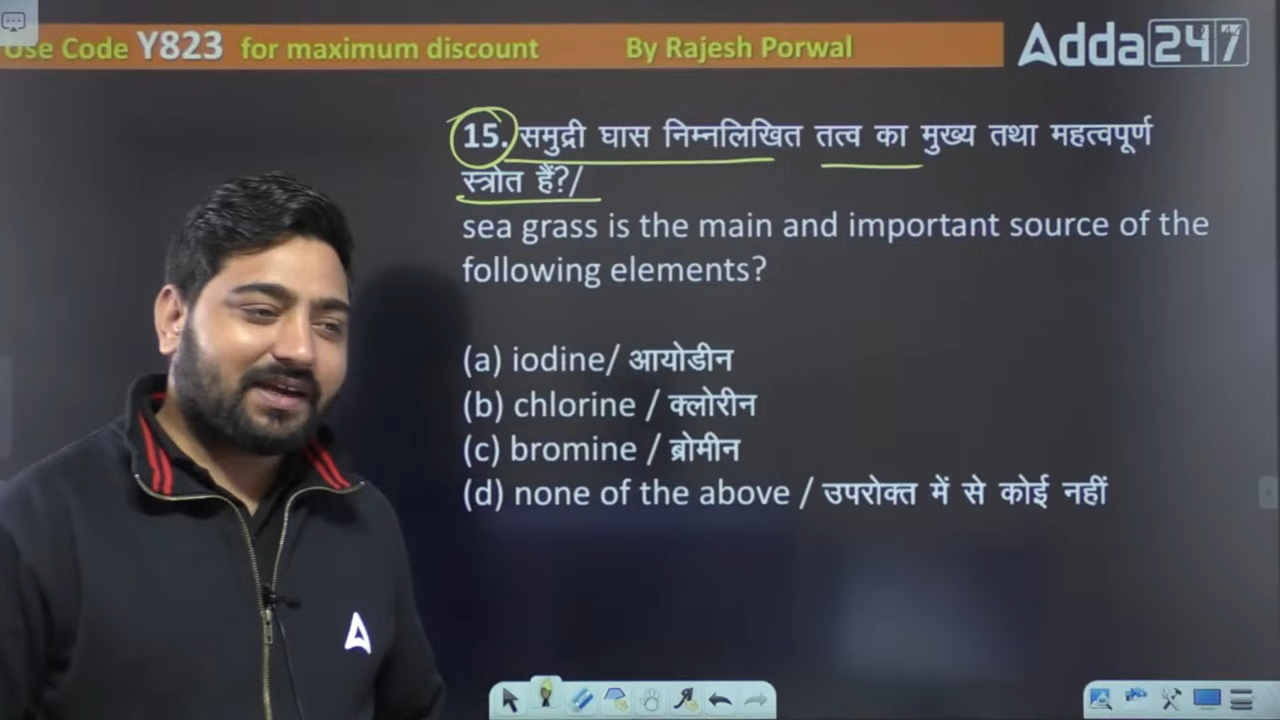 Use Code Y823 for maximum discount By Rajesh Porwal Adda247
15. समुद्री घास निम्नलिखित तत्व का मुख्य तथा महत्वपूर्ण
स्त्रोत हैं?/
sea grass is the main and important source of the
following elements?
(a) iodine/ आयोडीन
(b) chlorine / क्लोरीन
(c) bromine / ब्रोमीन
(d) none of the above / उपरोक्त में से कोई नहीं